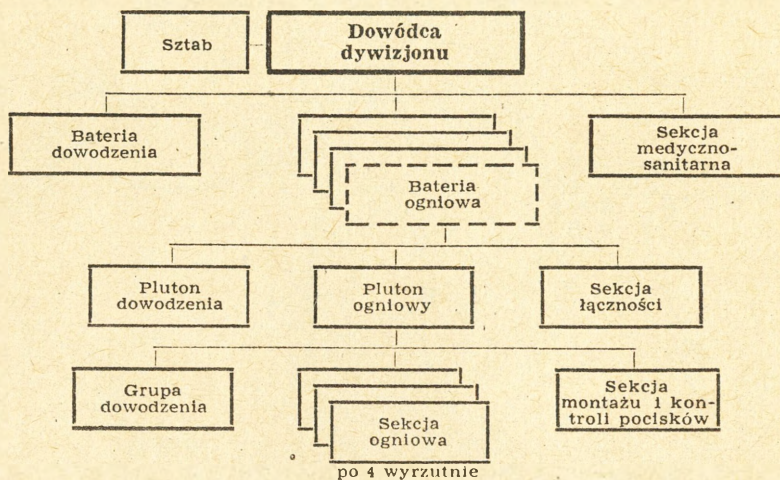 Sztab
Dowódca
dywizjonu
Bateria
dowodzenia
Bateria
ogniowa
Sekcja
medyczno-
sanitarna
Pluton
dowodzenia
Pluton
ogniowy
Sekcja
łączności
Grupa
dowodzenia
Sekcja
ogniowa
po 4 wyrzutnie
Sekcja
montażu i kon-
troli pocisków